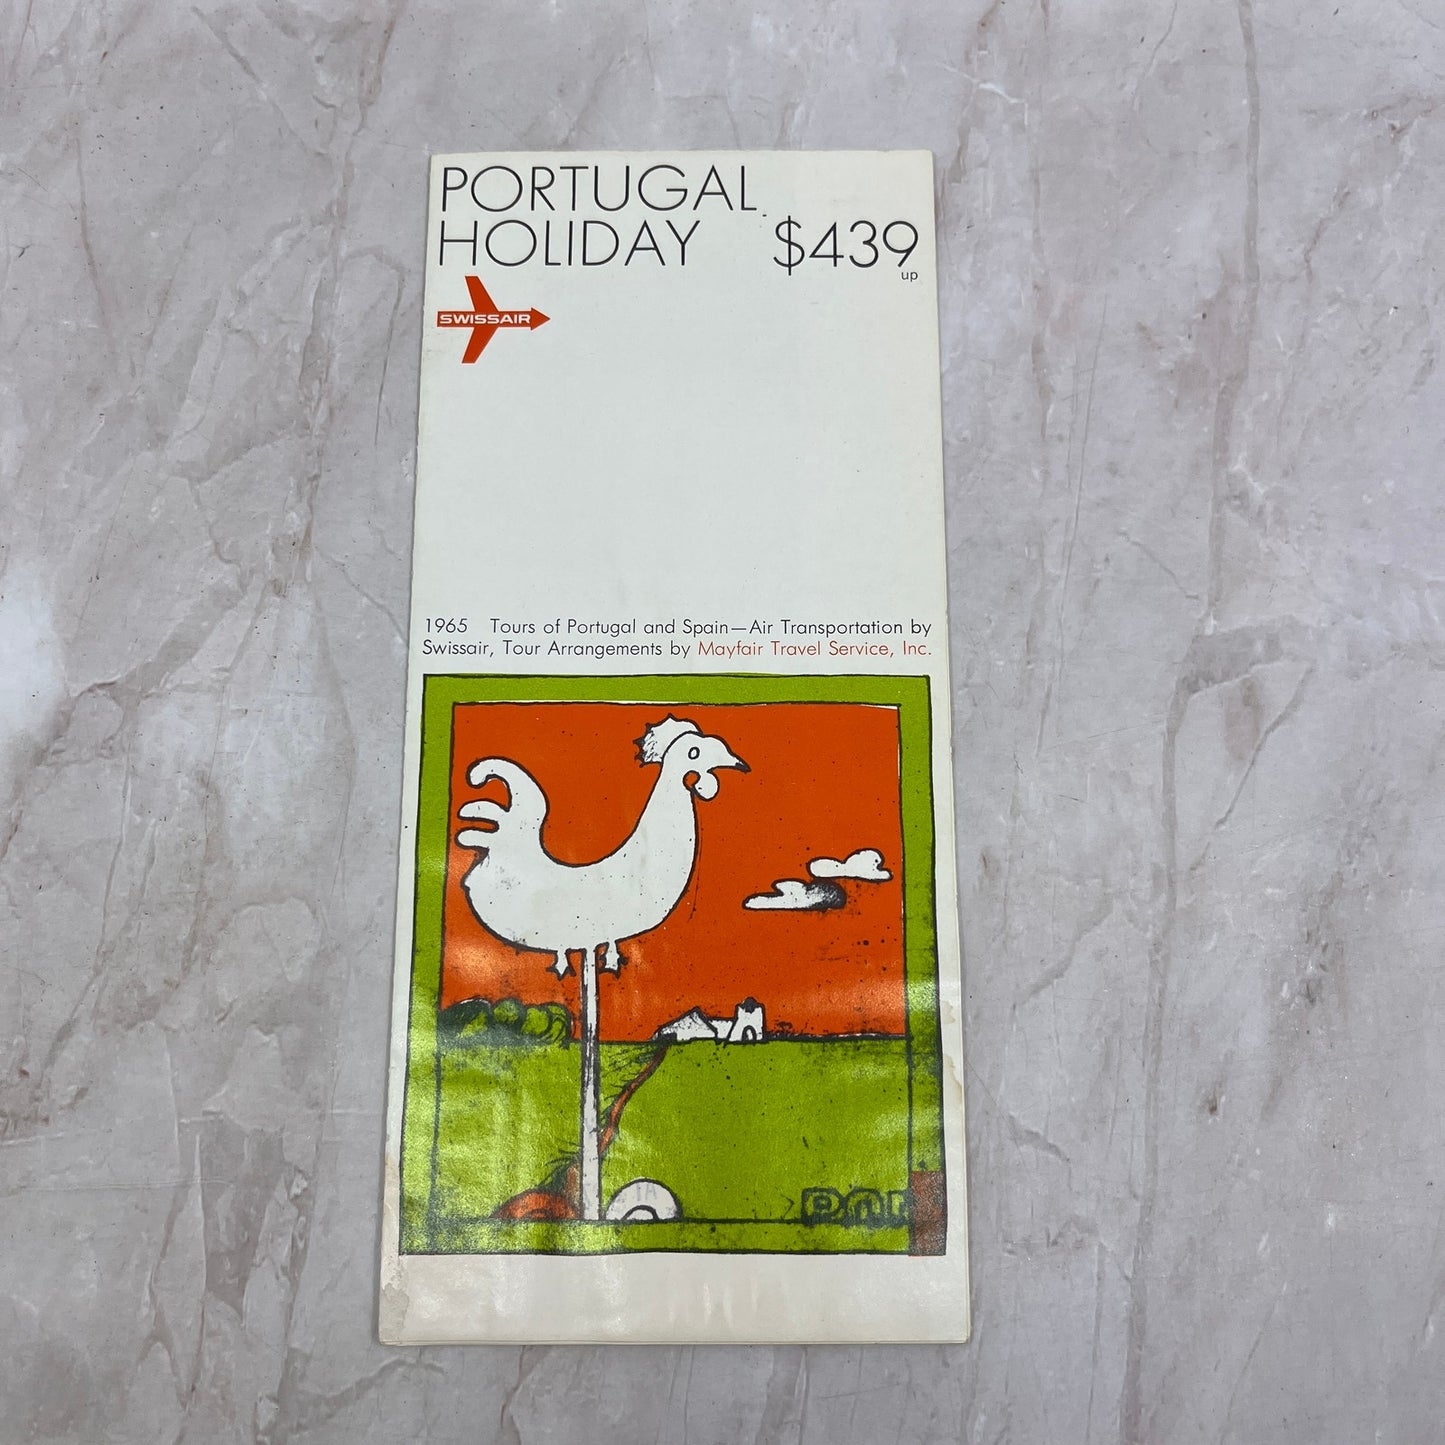 PORTUGAL
HOLIDAY $439
up
SWISSAIR
1965 Tours of Portugal and Spain—Air Transportation by
Swissair, Tour Arrangements by Mayfair Travel Service, Inc.